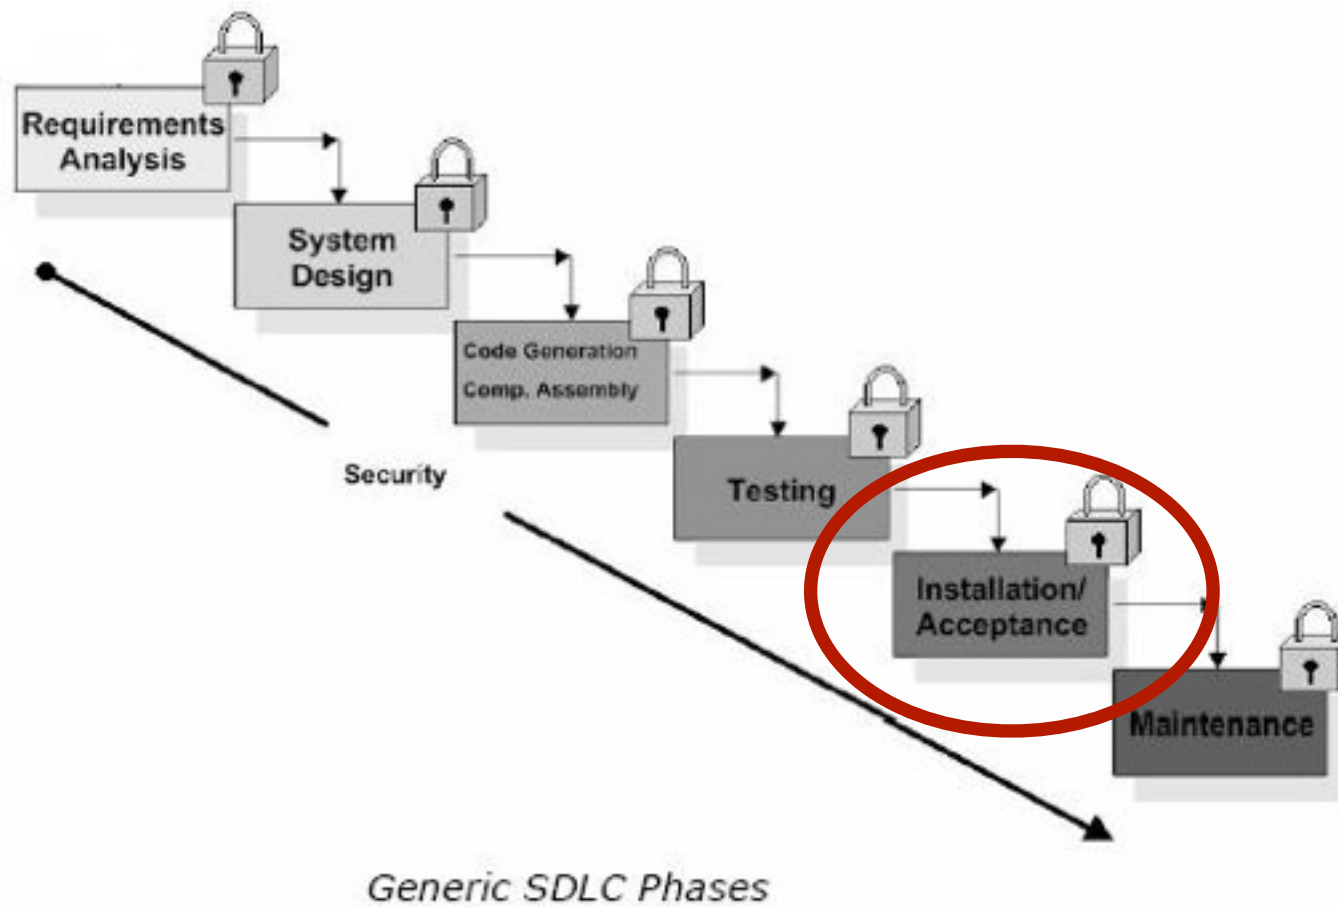 Requirements
Analysis
System
Design
Code Generation
Comp. Assembly
Security
Testing
Installation/
Acceptance
Maintenance
Generic SDLC Phases